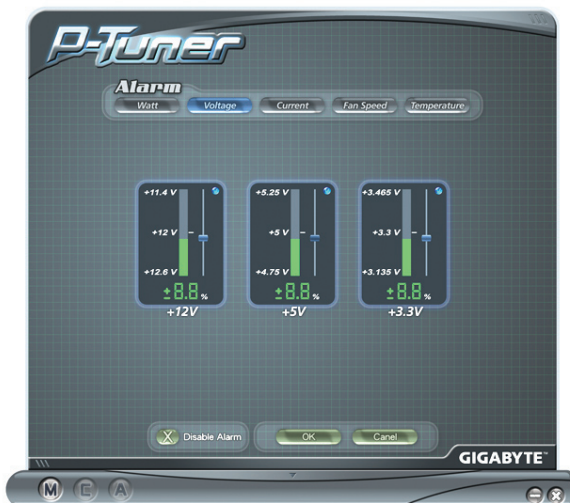 P-Tuner
Alarm
Watt Voltage Current Fan Speed Temperature
+11.4 V +5.25 V +3.465 V
+12 V +5 V +3.3 V
+12.6 V +4.75 V +3.135 V
±8.8 % ±8.8 % ±8.8 %
+12V +5V +3.3V
X Disable Alarm OK Canel
GIGABYTE™
M E A